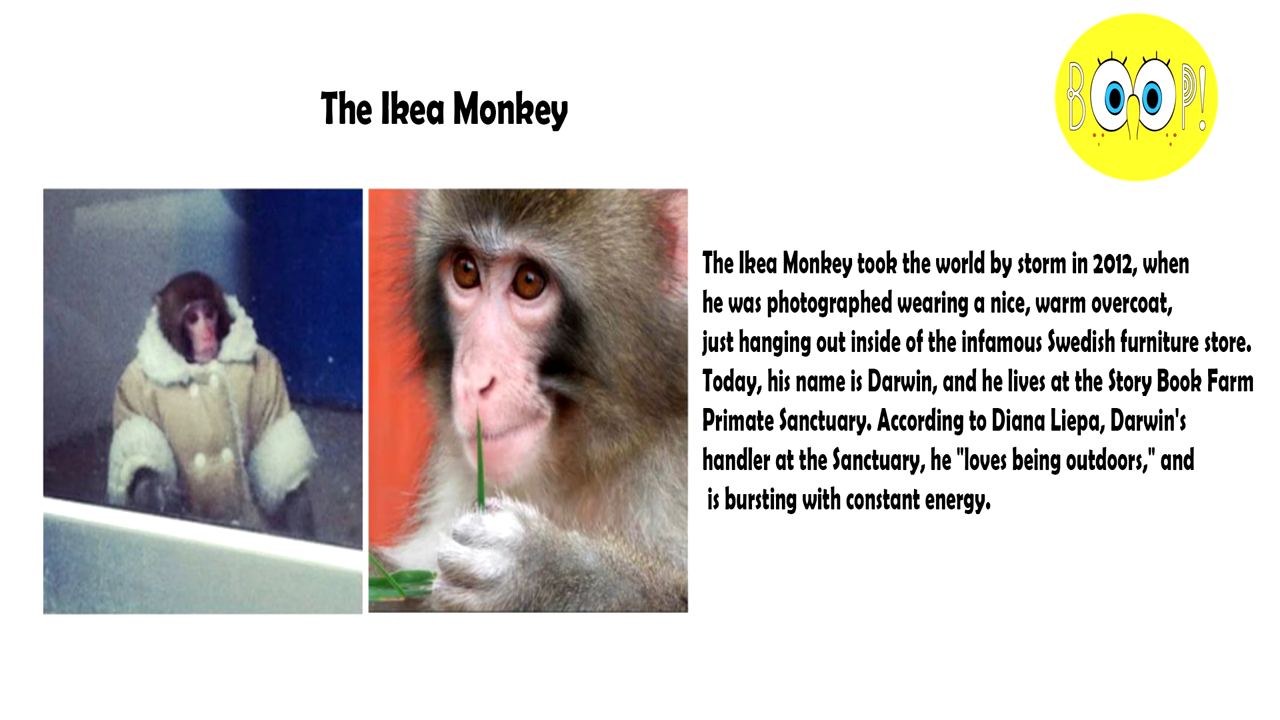 BOOP!
The Ikea Monkey
The Ikea Monkey took the world by storm in 2012, when
he was photographed wearing a nice, warm overcoat,
just hanging out inside of the infamous Swedish furniture store.
Today, his name is Darwin, and he lives at the Story Book Farm
Primate Sanctuary. According to Diana Liepa, Darwin's
handler at the Sanctuary, he "loves being outdoors," and
is bursting with constant energy.